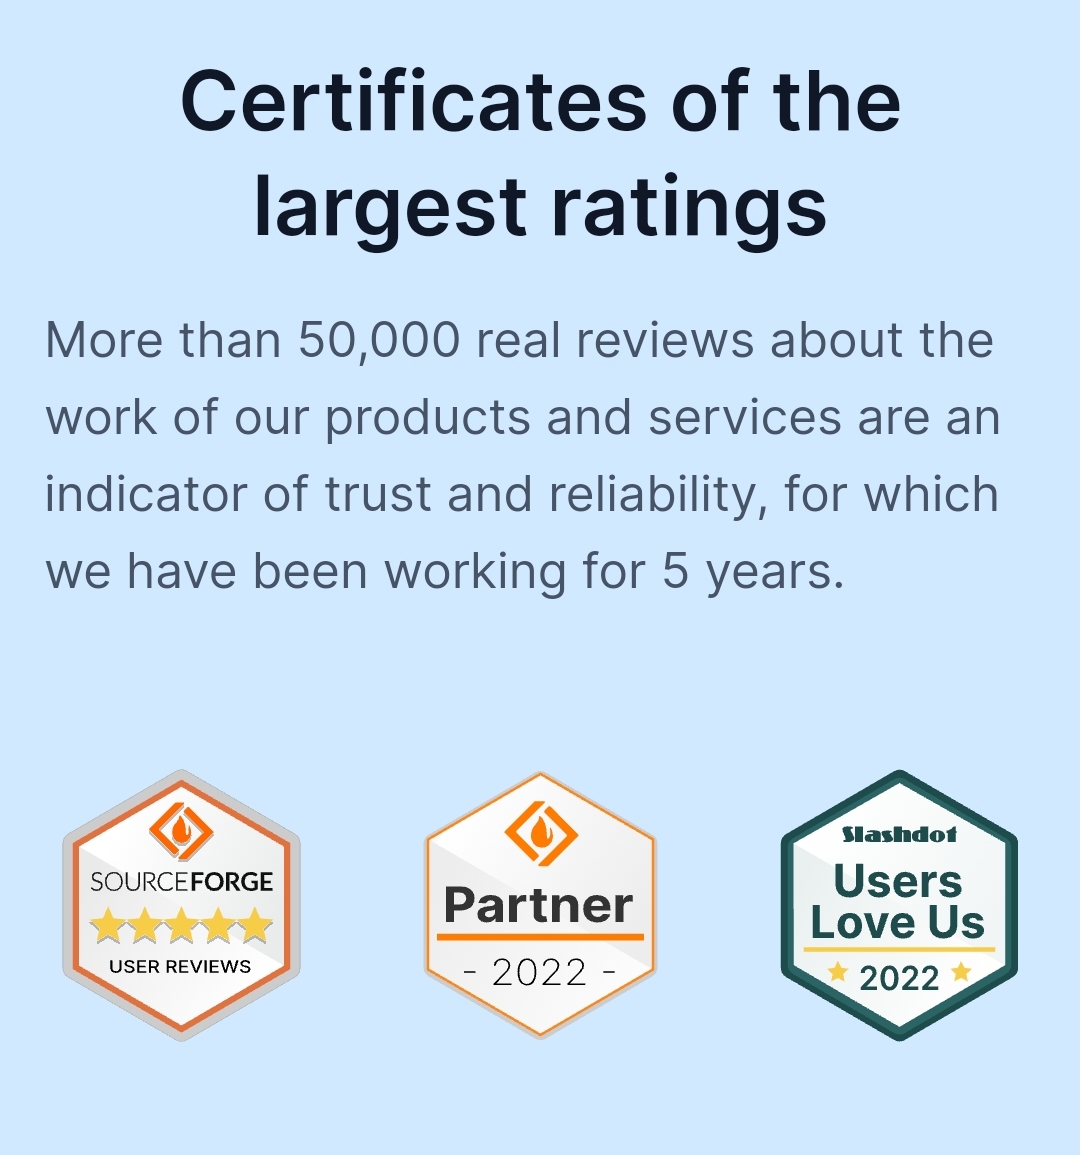 Certificates of the
largest ratings
More than 50,000 real reviews about the
work of our products and services are an
indicator of trust and reliability, for which
we have been working for 5 years.
SOURCEFORGE
USER REVIEWS
Partner
- 2022 -
Slashdot
Users
Love Us
2022